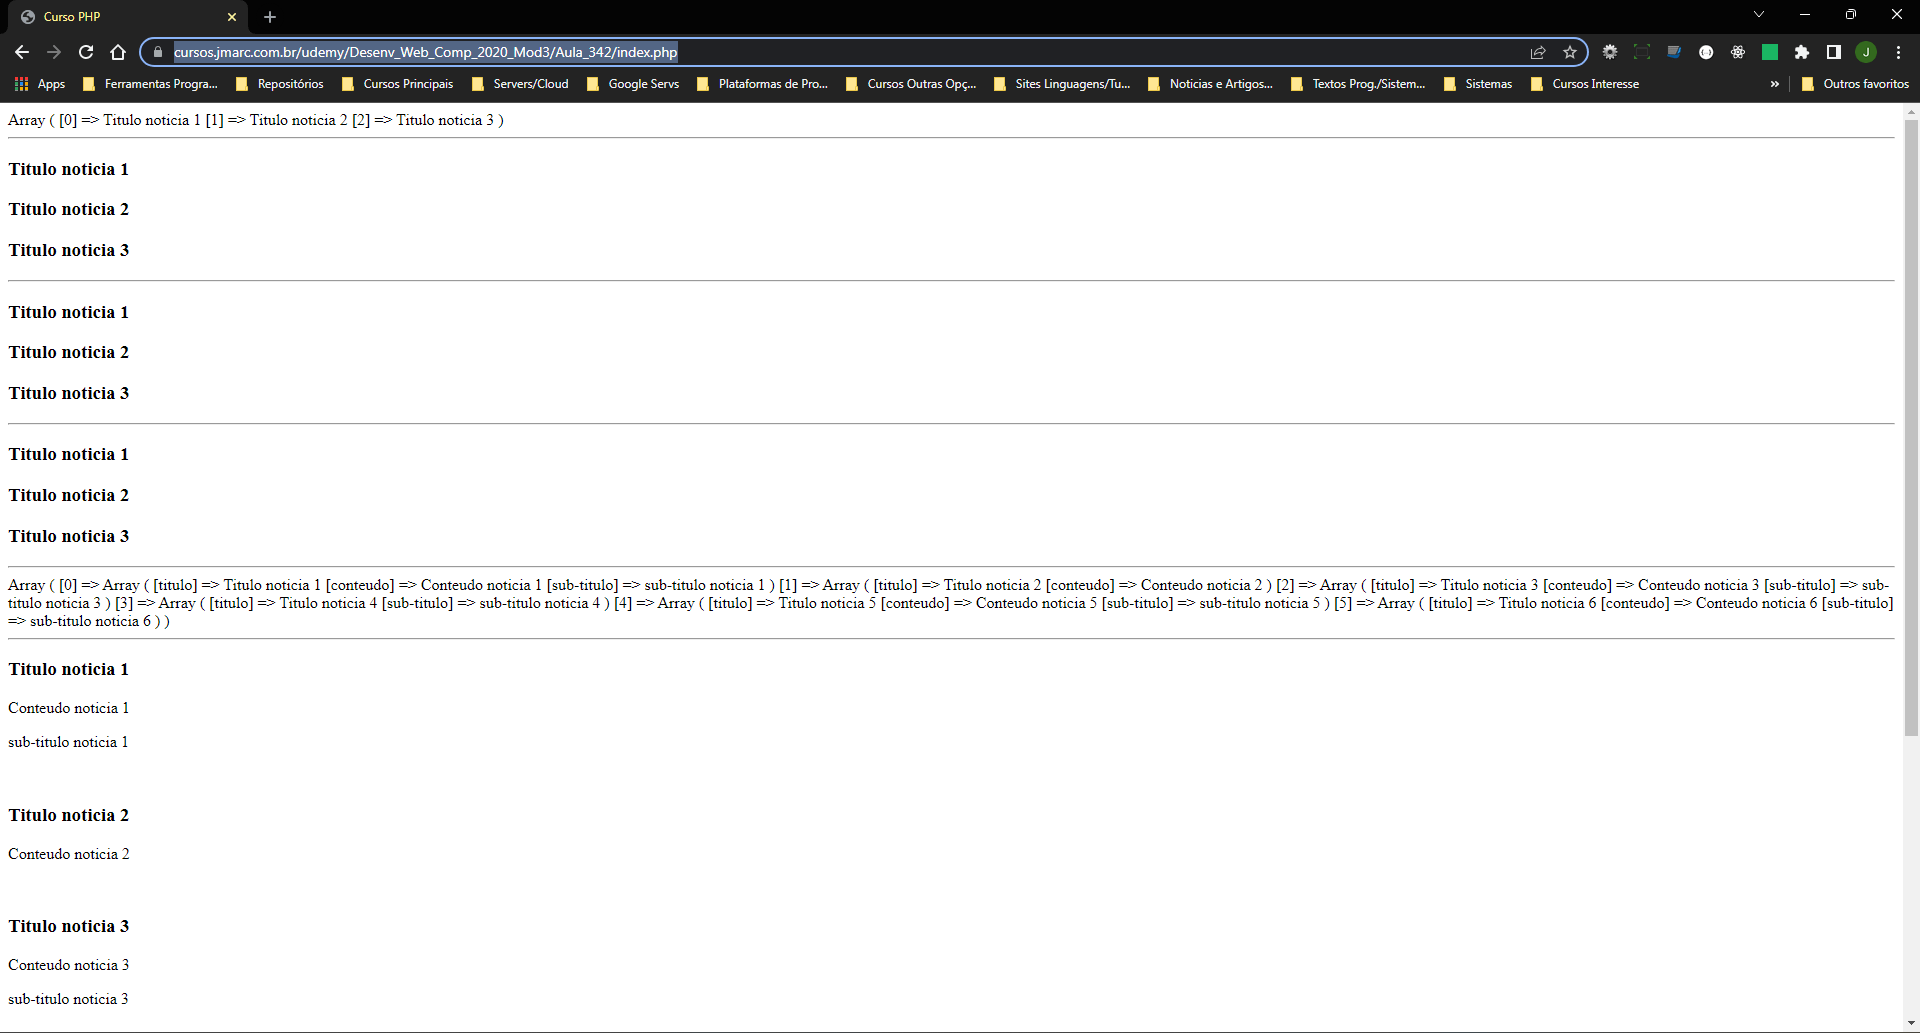 Curso PHP
cursos.jmarc.com.br/udemy/Desenv_Web_Comp_2020_Mod3/Aula_342/index.php
J
Apps Ferramentas Progra... Repositórios Cursos Principais Servers/Cloud Google Servs Plataformas de Pro... Cursos Outras Opç... Sites Linguagens/Tu... Noticias e Artigos... Textos Prog./Sistem... Sistemas Cursos Interesse » Outros favoritos
Array ( [0] => Titulo noticia 1 [1] => Titulo noticia 2 [2] => Titulo noticia 3 )
Titulo noticia 1
Titulo noticia 2
Titulo noticia 3
Titulo noticia 1
Titulo noticia 2
Titulo noticia 3
Titulo noticia 1
Titulo noticia 2
Titulo noticia 3
Array ( [0] => Array ( [titulo] => Titulo noticia 1 [conteudo] => Conteudo noticia 1 [sub-titulo] => sub-titulo noticia 1 ) [1] => Array ( [titulo] => Titulo noticia 2 [conteudo] => Conteudo noticia 2 ) [2] => Array ( [titulo] => Titulo noticia 3 [conteudo] => Conteudo noticia 3 [sub-titulo] => sub-
titulo noticia 3 ) [3] => Array ( [titulo] => Titulo noticia 4 [sub-titulo] => sub-titulo noticia 4 ) [4] => Array ( [titulo] => Titulo noticia 5 [conteudo] => Conteudo noticia 5 [sub-titulo] => sub-titulo noticia 5 ) [5] => Array ( [titulo] => Titulo noticia 6 [conteudo] => Conteudo noticia 6 [sub-titulo]
=> sub-titulo noticia 6 ) )
Titulo noticia 1
Conteudo noticia 1
sub-titulo noticia 1
Titulo noticia 2
Conteudo noticia 2
Titulo noticia 3
Conteudo noticia 3
sub-titulo noticia 3